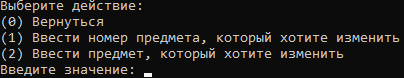 Выберите действие:
(0) Вернуться
(1) Ввести номер предмета, который хотите изменить
(2) Ввести предмет, который хотите изменить
Введите значение: